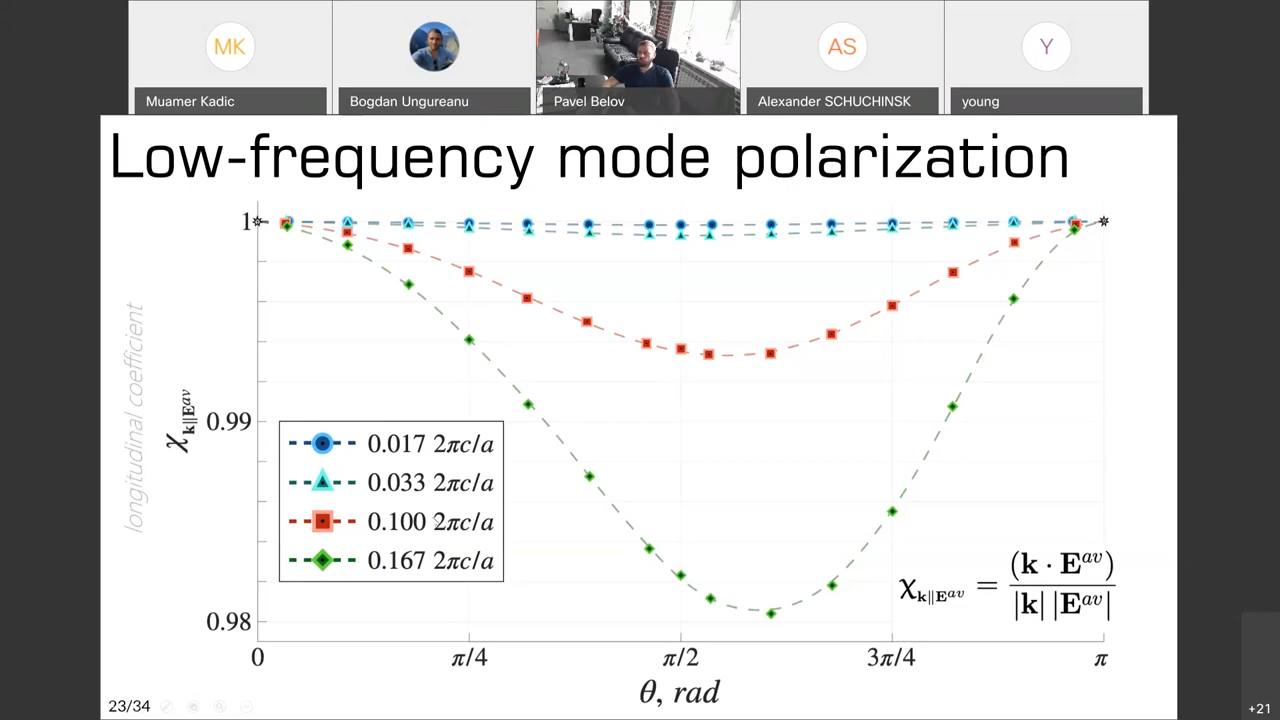 MK
AS
Y
Muamer Kadic
Bogdan Ungureanu
Pavel Belov
Alexander SCHUCHINSK
young
Low-frequency mode polarization
1
0.99
0.98
longitudinal coefficient
χ k∥E^av
0.017 2πc/a
0.033 2πc/a
0.100 2πc/a
0.167 2πc/a
χ k∥E^av = (k · E^av) / |k| |E^av|
0
π/4
π/2
3π/4
π
θ, rad
23/34
+21